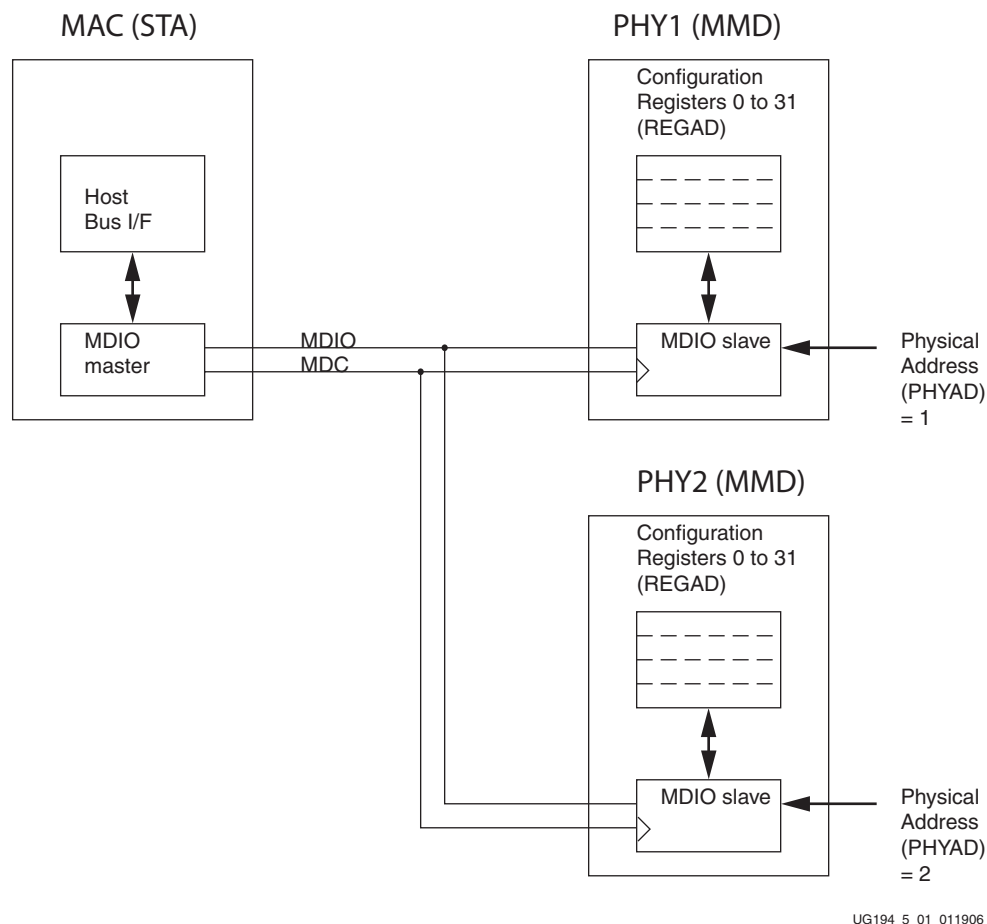 MAC (STA)
PHY1 (MMD)
Configuration
Registers 0 to 31
(REGAD)
Host
Bus I/F
MDIO
master
MDIO
MDC
MDIO slave
Physical
Address
(PHYAD)
= 1
PHY2 (MMD)
Configuration
Registers 0 to 31
(REGAD)
MDIO slave
Physical
Address
(PHYAD)
= 2
UG194_5_01_011906